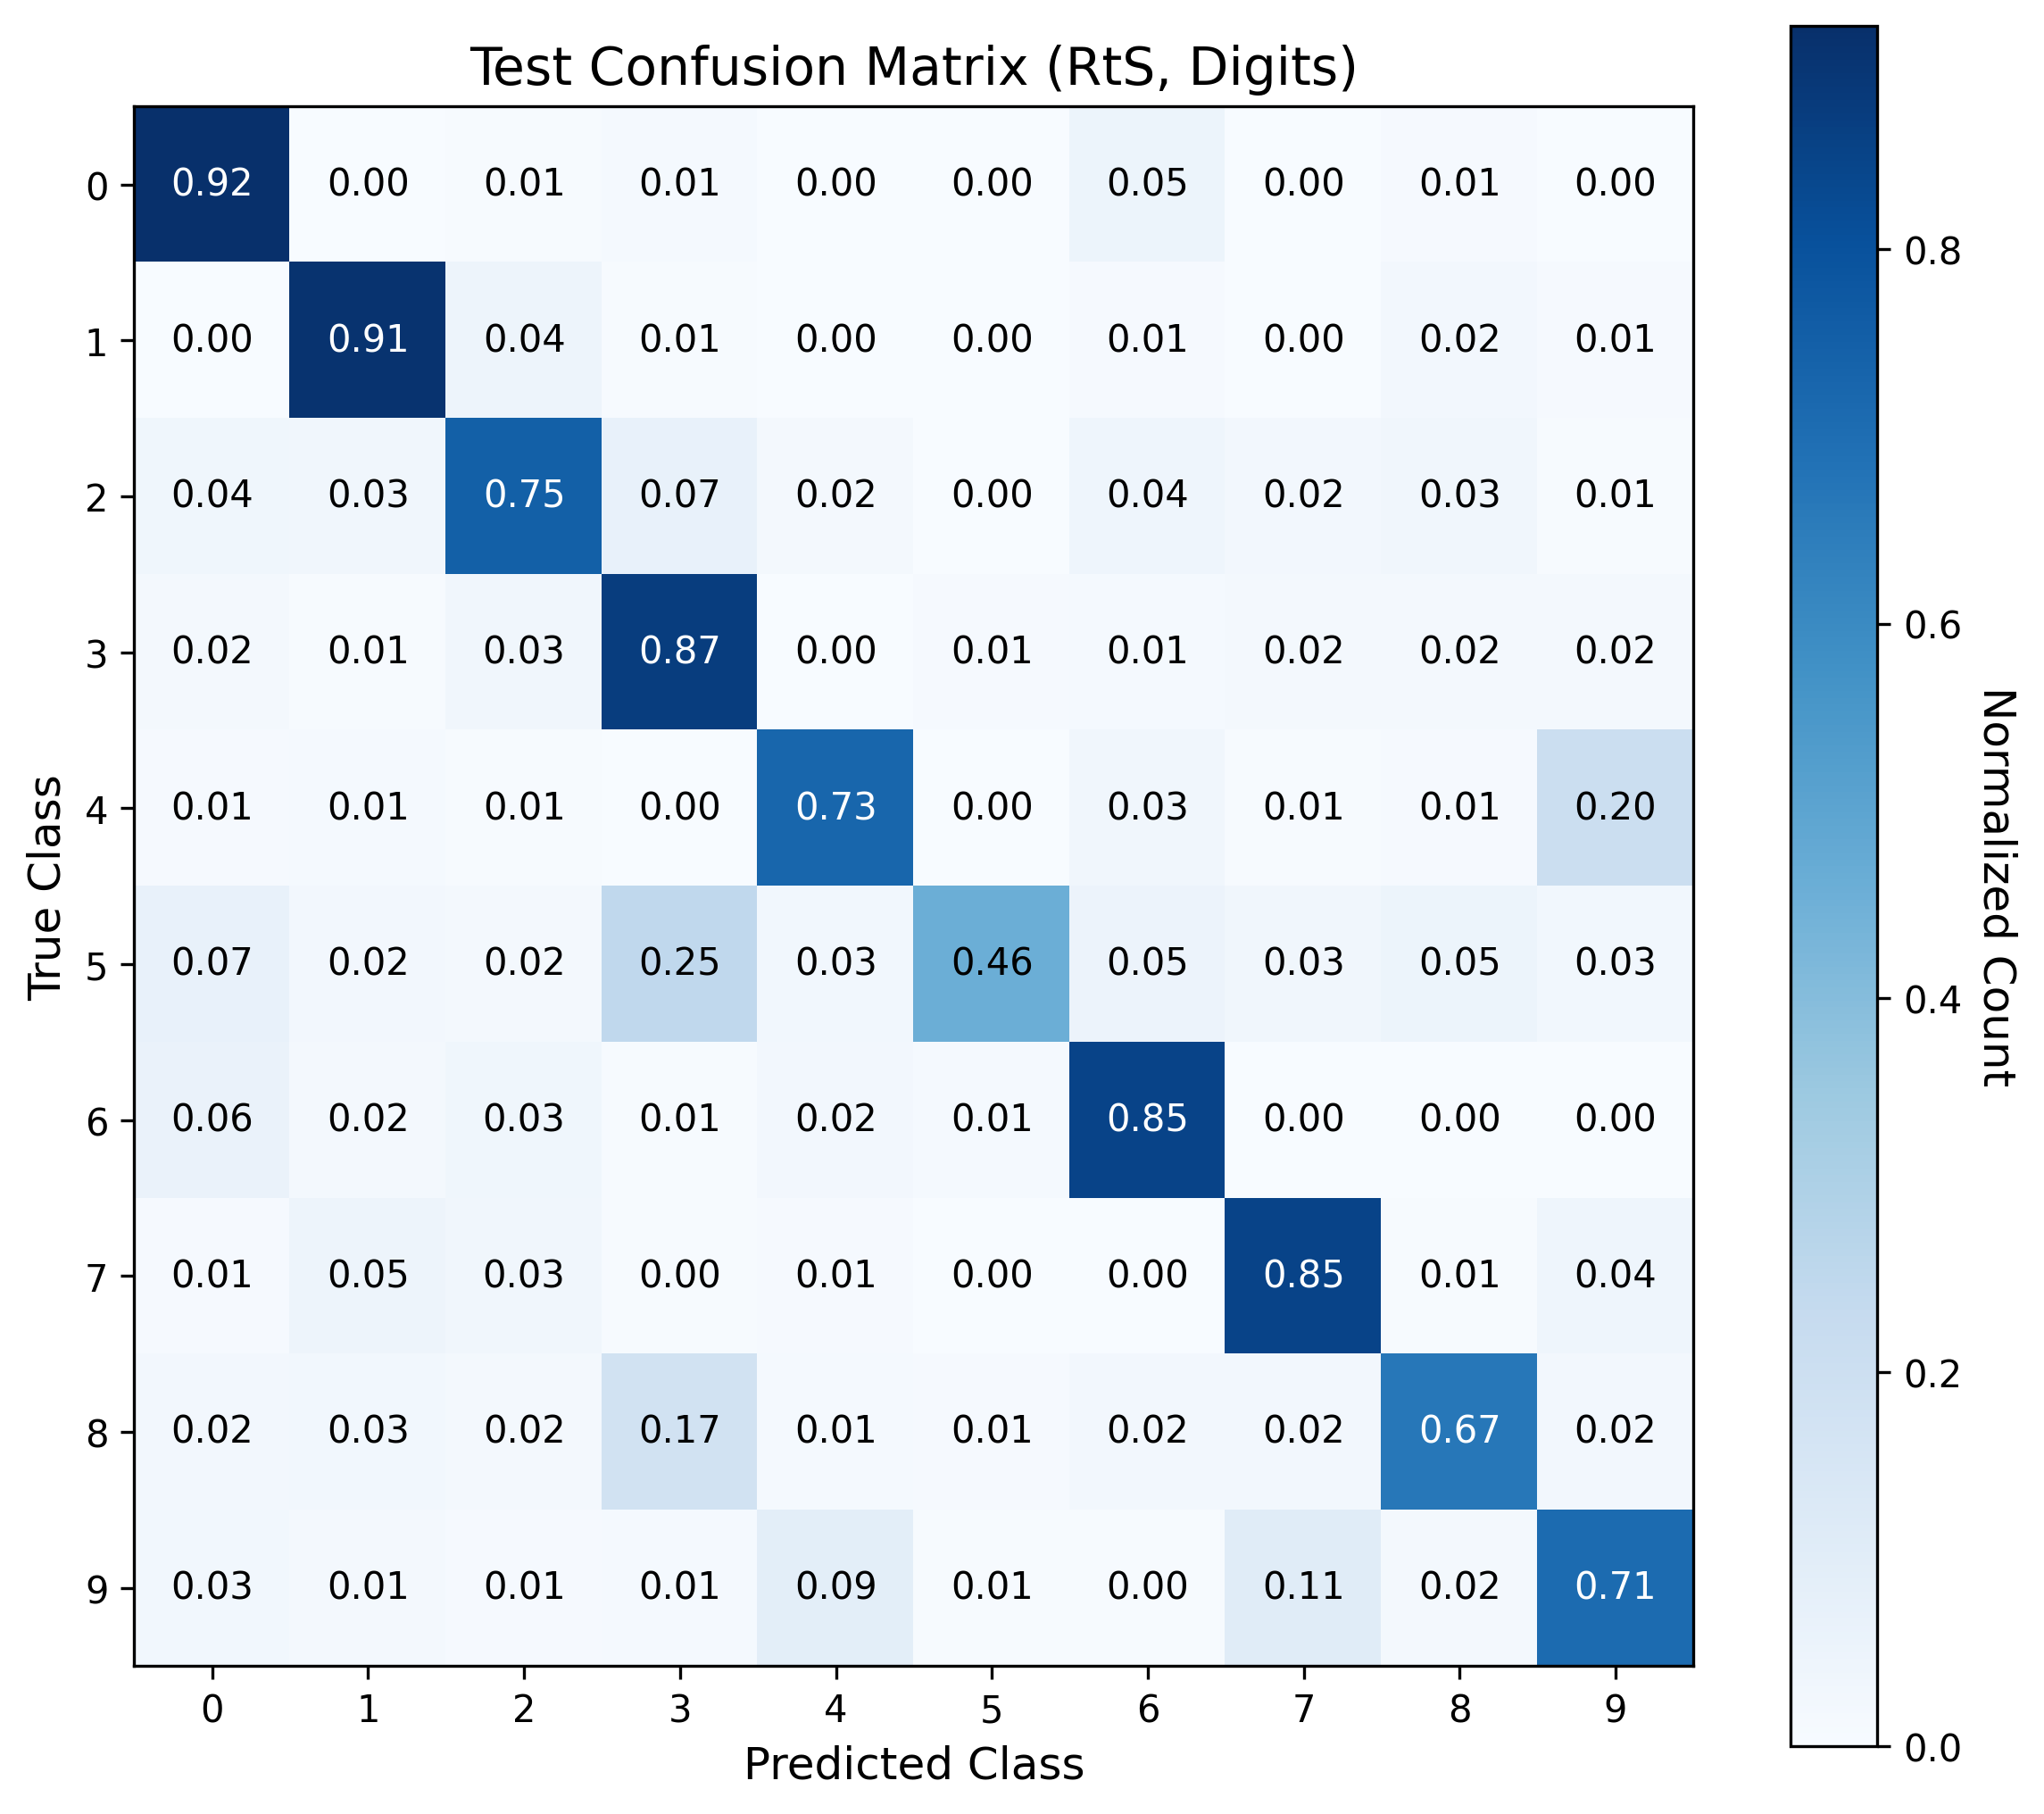 Test Confusion Matrix (RtS, Digits)
0 0.92 0.00 0.01 0.01 0.00 0.00 0.05 0.00 0.01 0.00
1 0.00 0.91 0.04 0.01 0.00 0.00 0.01 0.00 0.02 0.01
2 0.04 0.03 0.75 0.07 0.02 0.00 0.04 0.02 0.03 0.01
3 0.02 0.01 0.03 0.87 0.00 0.01 0.01 0.02 0.02 0.02
4 0.01 0.01 0.01 0.00 0.73 0.00 0.03 0.01 0.01 0.20
5 0.07 0.02 0.02 0.25 0.03 0.46 0.05 0.03 0.05 0.03
6 0.06 0.02 0.03 0.01 0.02 0.01 0.85 0.00 0.00 0.00
7 0.01 0.05 0.03 0.00 0.01 0.00 0.00 0.85 0.01 0.04
8 0.02 0.03 0.02 0.17 0.01 0.01 0.02 0.02 0.67 0.02
9 0.03 0.01 0.01 0.01 0.09 0.01 0.00 0.11 0.02 0.71
0 1 2 3 4 5 6 7 8 9
Predicted Class
True Class
0.8
0.6
0.4
0.2
0.0
Normalized Count